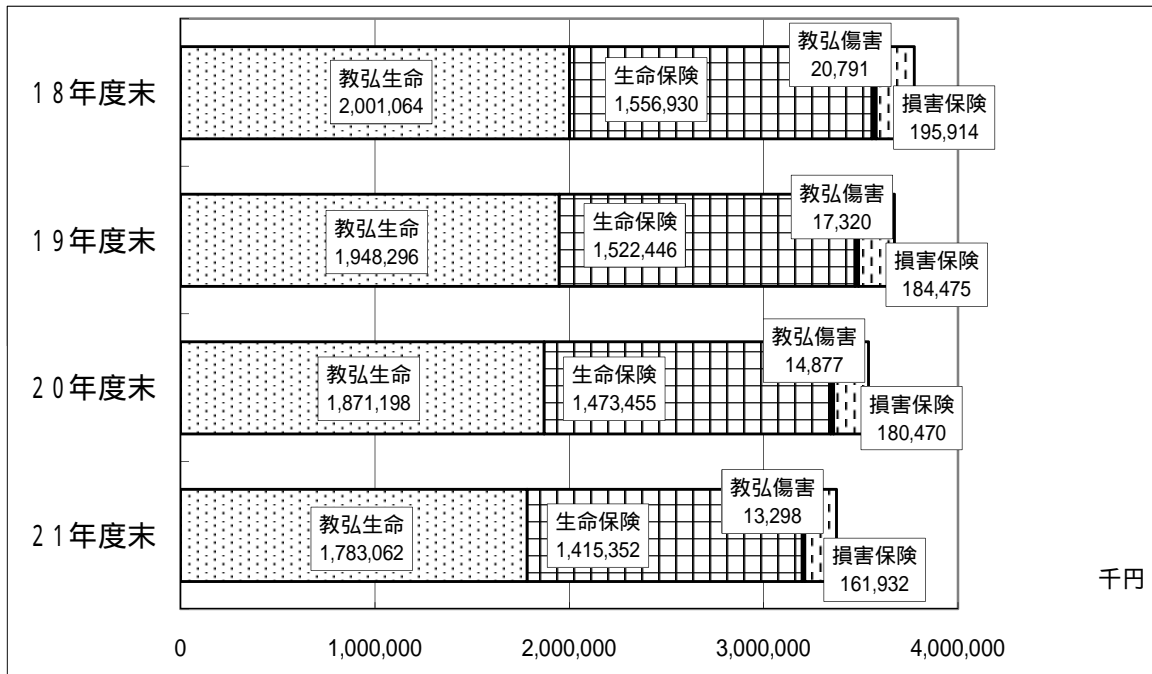 18年度末
教弘生命
2,001,064
生命保険
1,556,930
教弘傷害
20,791
損害保険
195,914
19年度末
教弘生命
1,948,296
生命保険
1,522,446
教弘傷害
17,320
損害保険
184,475
20年度末
教弘生命
1,871,198
生命保険
1,473,455
教弘傷害
14,877
損害保険
180,470
21年度末
教弘生命
1,783,062
生命保険
1,415,352
教弘傷害
13,298
損害保険
161,932
千円
0 1,000,000 2,000,000 3,000,000 4,000,000